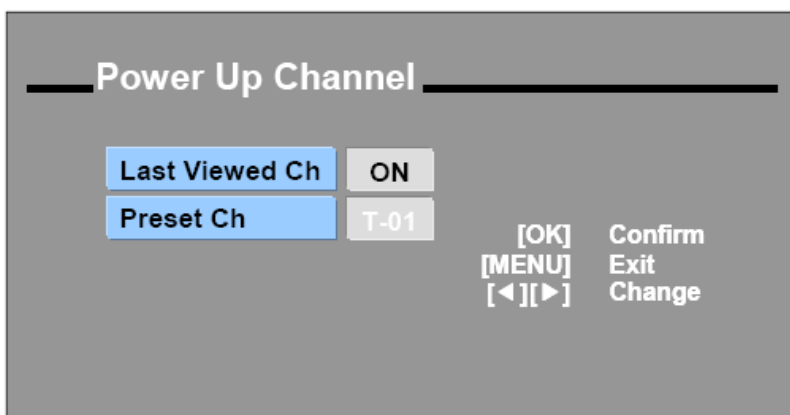 Power Up Channel
Last Viewed Ch ON
Preset Ch T-01
[OK] Confirm
[MENU] Exit
[◀][▶] Change